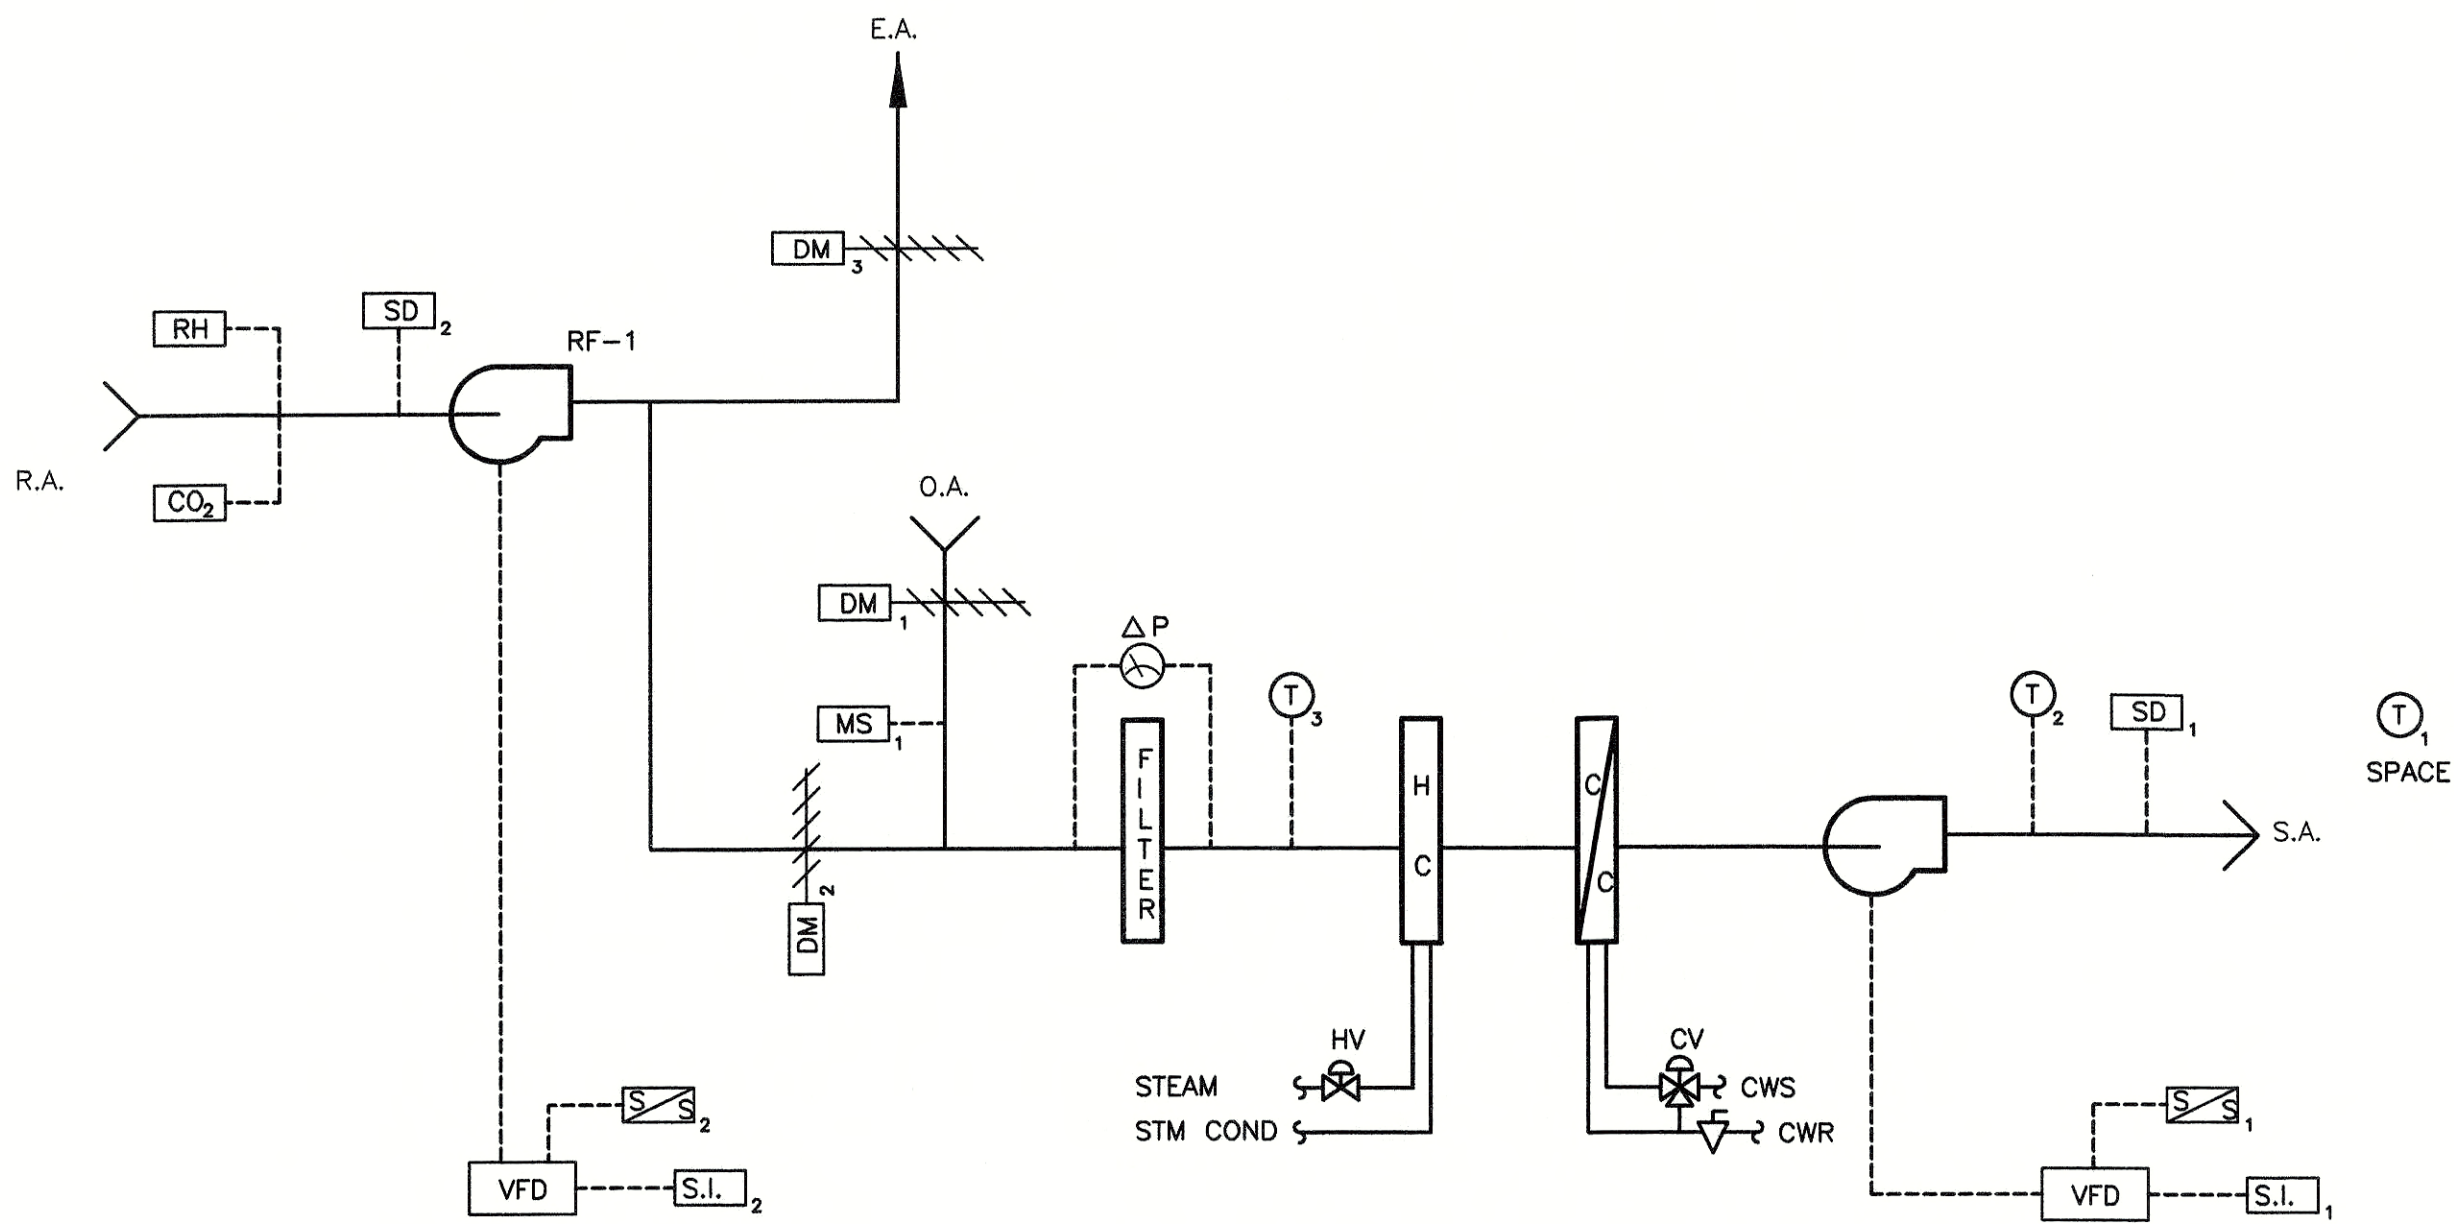 E.A.
DM
3
RH
SD
2
RF-1
R.A.
CO2
O.A.
DM
1
ΔP
MS
1
T
3
T
2
SD
1
T
1
SPACE
FILTER
H
C
C
C
S.A.
2
DM
HV
CV
STEAM
CWS
STM COND
CWR
S/S
2
S/S
1
VFD
S.I.
2
VFD
S.I.
1